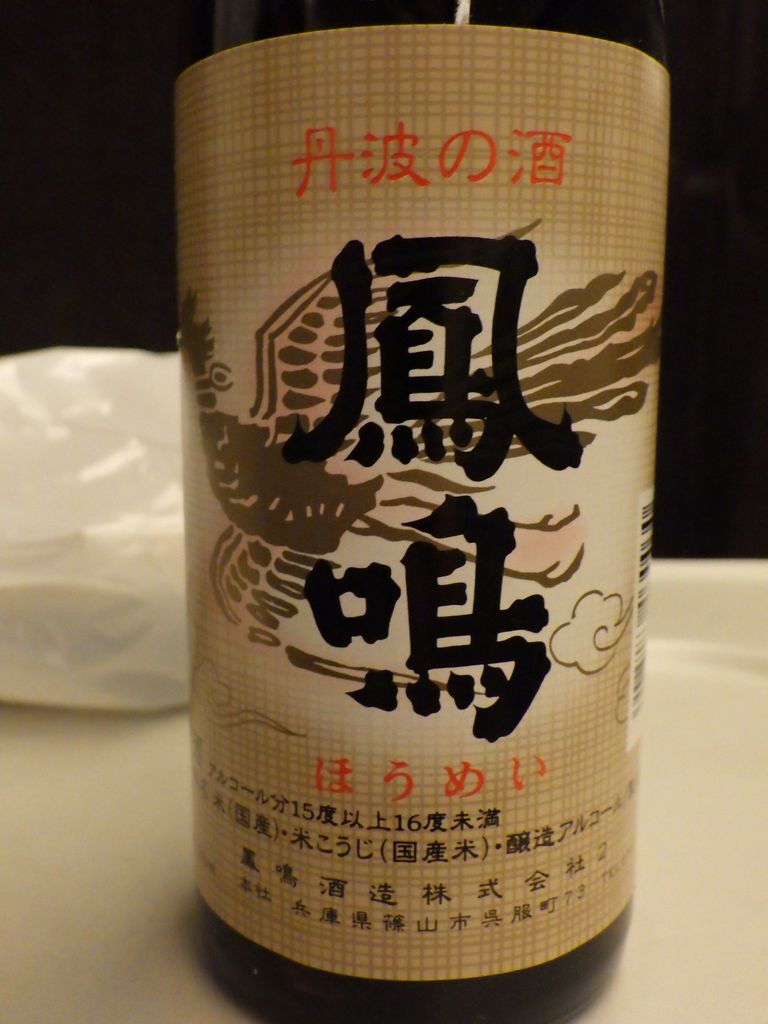 丹波の酒
鳳鳴
ほうめい
アルコール分15度以上16度未満
米(国産)・米こうじ(国産米)・醸造アルコール
鳳鳴酒造株式会社
本社 兵庫県篠山市呉服町73